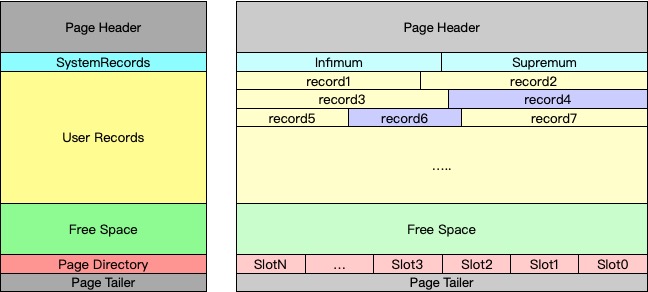 Page Header
SystemRecords
User Records
Free Space
Page Directory
Page Tailer
Page Header
Infimum Supremum
record1 record2
record3 record4
record5 record6 record7
.....
Free Space
SlotN ... Slot3 Slot2 Slot1 Slot0
Page Tailer